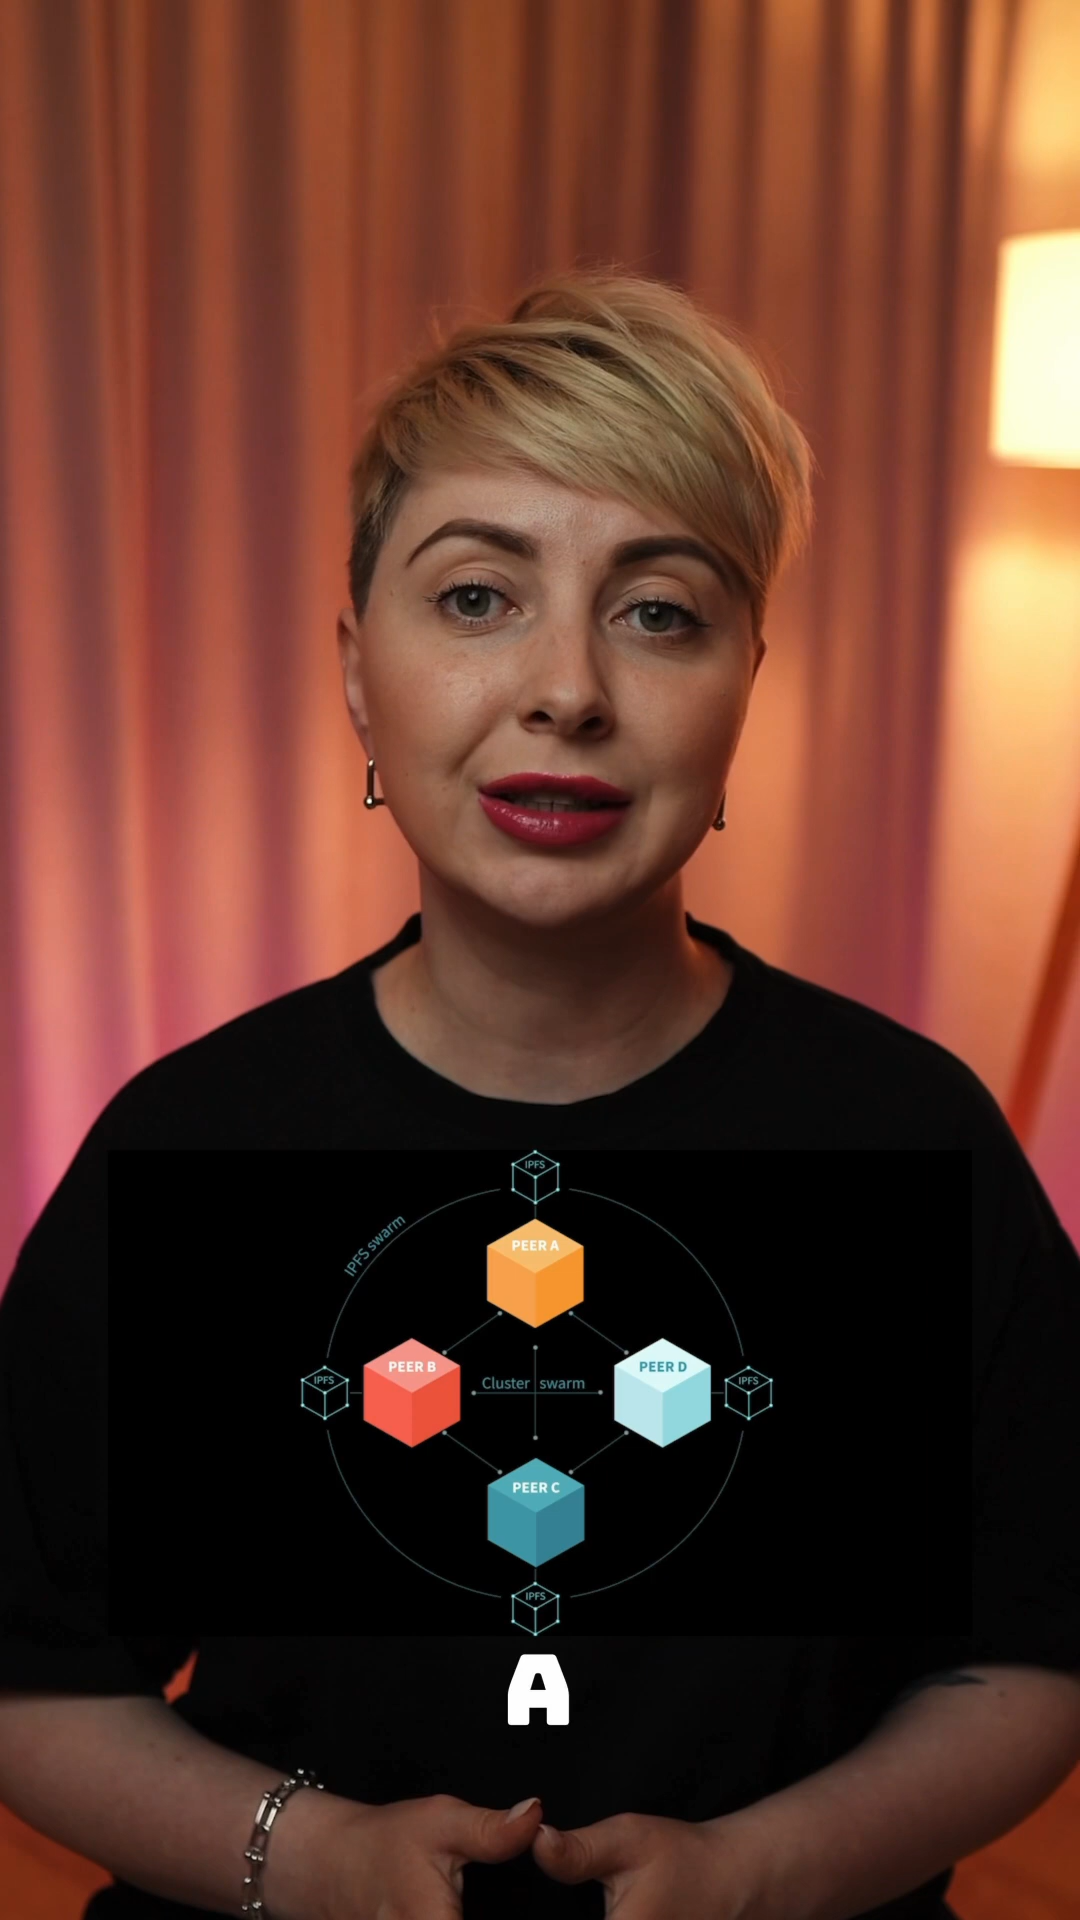 IPFS
IPFS swarm
PEER A
PEER B
PEER D
IPFS
Cluster swarm
IPFS
PEER C
IPFS
A